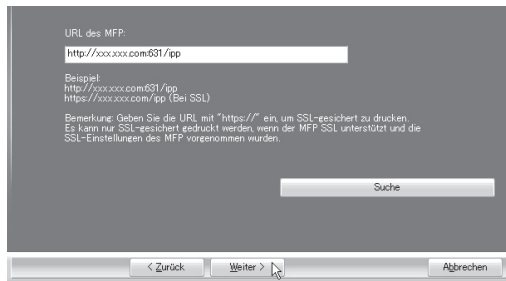 URL des MFP:
http://xxx.xxx.com:631/ipp
Beispiel:
http://xxx.xxx.com:631/ipp
https://xxx.xxx.com/ipp (Bei SSL)
Bemerkung: Geben Sie die URL mit "https://" ein, um SSL-gesichert zu drucken.
Es kann nur SSL-gesichert gedruckt werden, wenn der MFP SSL unterstützt und die
SSL-Einstellungen des MFP vorgenommen wurden.
Suche
< Zurück Weiter > Abbrechen